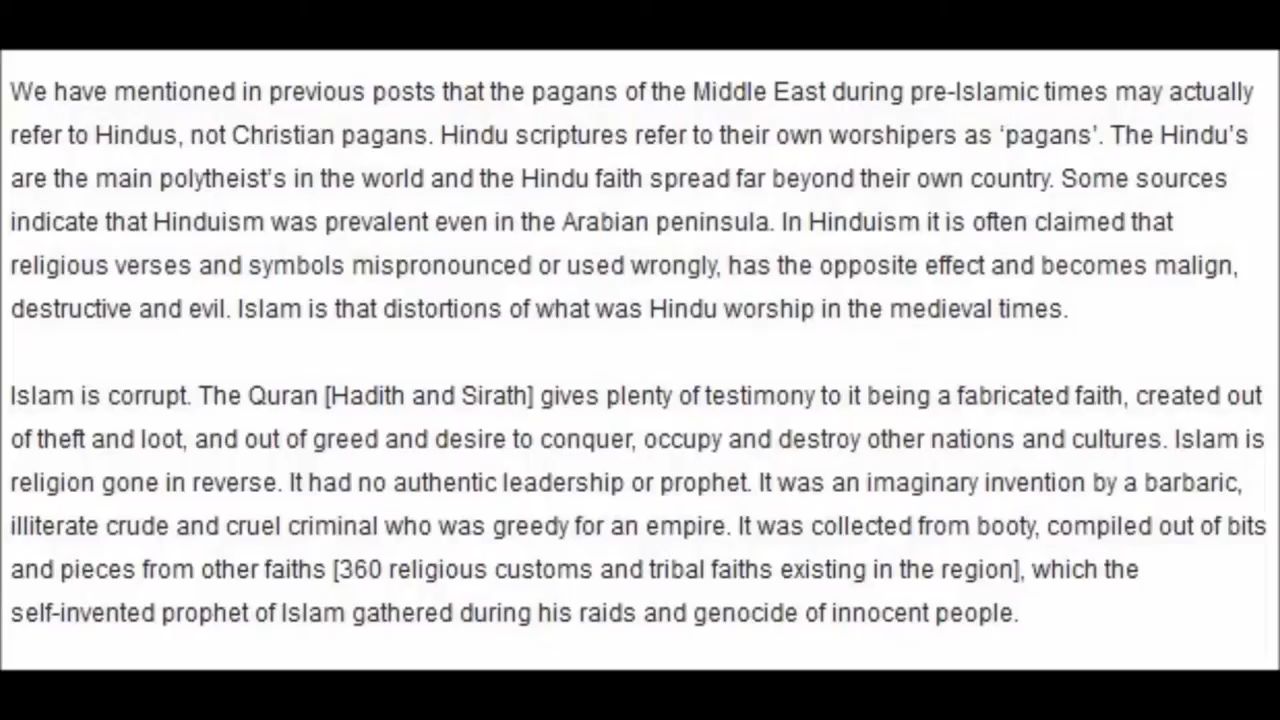 We have mentioned in previous posts that the pagans of the Middle East during pre-Islamic times may actually
refer to Hindus, not Christian pagans. Hindu scriptures refer to their own worshipers as ‘pagans’. The Hindu’s
are the main polytheist’s in the world and the Hindu faith spread far beyond their own country. Some sources
indicate that Hinduism was prevalent even in the Arabian peninsula. In Hinduism it is often claimed that
religious verses and symbols mispronounced or used wrongly, has the opposite effect and becomes malign,
destructive and evil. Islam is that distortions of what was Hindu worship in the medieval times.
Islam is corrupt. The Quran [Hadith and Sirath] gives plenty of testimony to it being a fabricated faith, created out
of theft and loot, and out of greed and desire to conquer, occupy and destroy other nations and cultures. Islam is
religion gone in reverse. It had no authentic leadership or prophet. It was an imaginary invention by a barbaric,
illiterate crude and cruel criminal who was greedy for an empire. It was collected from booty, compiled out of bits
and pieces from other faiths [360 religious customs and tribal faiths existing in the region], which the
self-invented prophet of Islam gathered during his raids and genocide of innocent people.